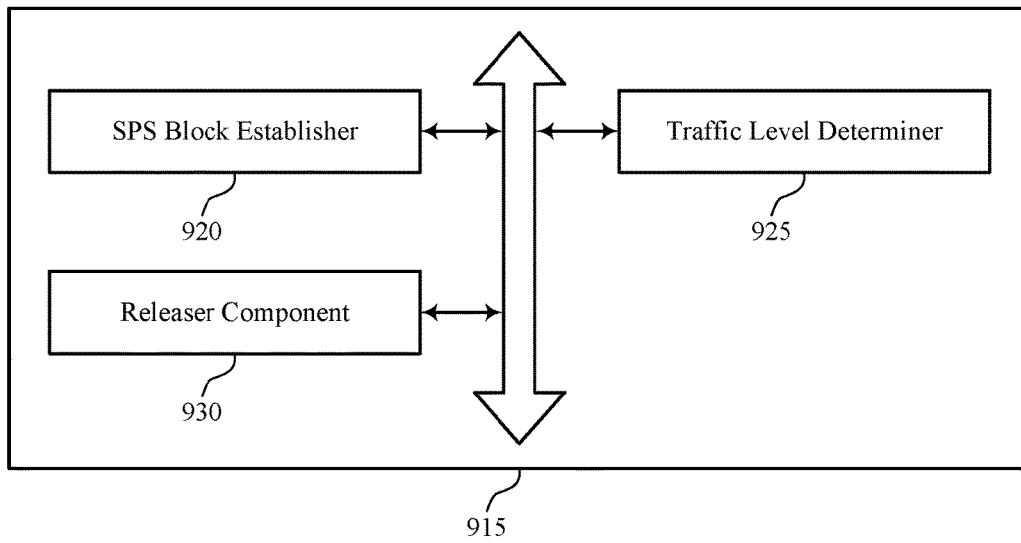 SPS Block Establisher
Traffic Level Determiner
920
925
Releaser Component
930
915